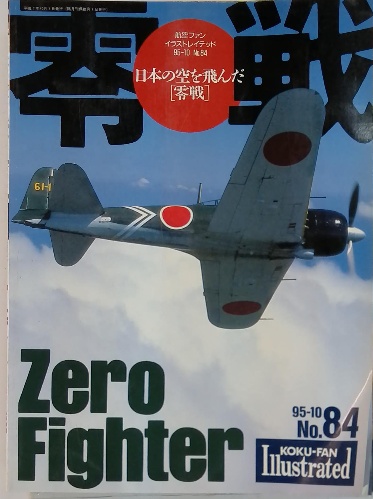 零戦
航空ファン
イラストレイテッド
95-10 No.84
日本の空を飛んだ
［零戦］
61-1
Zero
Fighter
95-10
No.84
KOKU-FAN
Illustrated